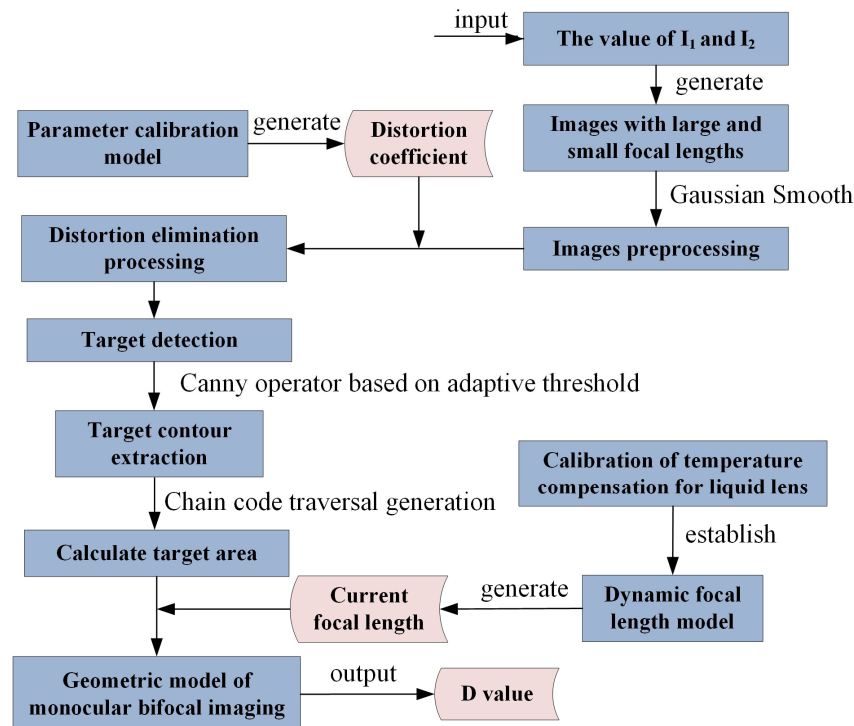 input
The value of I₁ and I₂
generate
Parameter calibration
model
generate
Distortion
coefficient
Images with large and
small focal lengths
Gaussian Smooth
Distortion elimination
processing
Images preprocessing
Target detection
Canny operator based on adaptive threshold
Target contour
extraction
Calibration of temperature
compensation for liquid lens
Chain code traversal generation
establish
Calculate target area
Current
focal length
generate
Dynamic focal
length model
Geometric model of
monocular bifocal imaging
output
D value